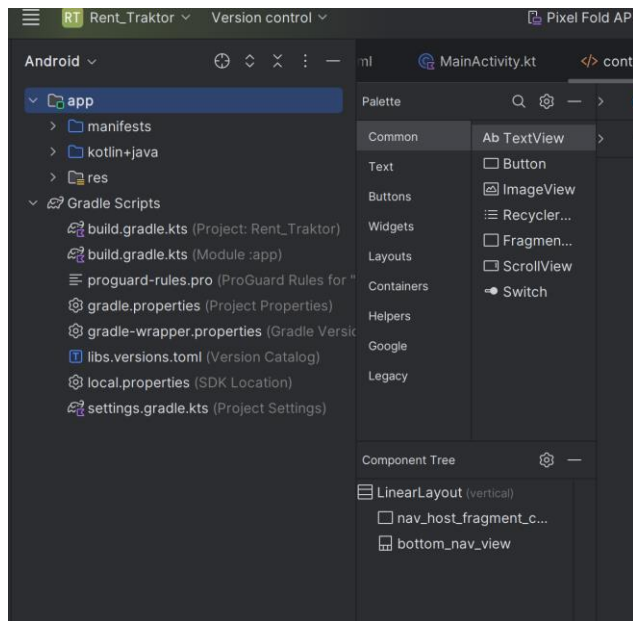 RT Rent_Traktor Version control Pixel Fold AP
Android
ml MainActivity.kt </> cont
app
manifests
kotlin+java
res
Gradle Scripts
build.gradle.kts (Project: Rent_Traktor)
build.gradle.kts (Module :app)
proguard-rules.pro (ProGuard Rules for "
gradle.properties (Project Properties)
gradle-wrapper.properties (Gradle Versic
libs.versions.toml (Version Catalog)
local.properties (SDK Location)
settings.gradle.kts (Project Settings)
Palette
Common
Text
Buttons
Widgets
Layouts
Containers
Helpers
Google
Legacy
Ab TextView
Button
ImageView
Recycler...
Fragmen...
ScrollView
Switch
Component Tree
LinearLayout (vertical)
nav_host_fragment_c...
bottom_nav_view